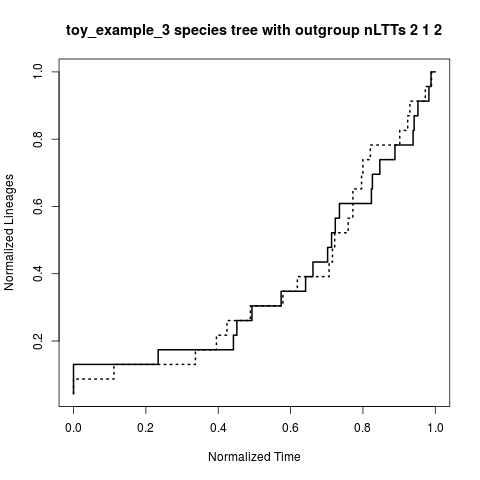 toy_example_3 species tree with outgroup nLTTs 2 1 2
Normalized Lineages
1.0
0.8
0.6
0.4
0.2
0.0 0.2 0.4 0.6 0.8 1.0
Normalized Time